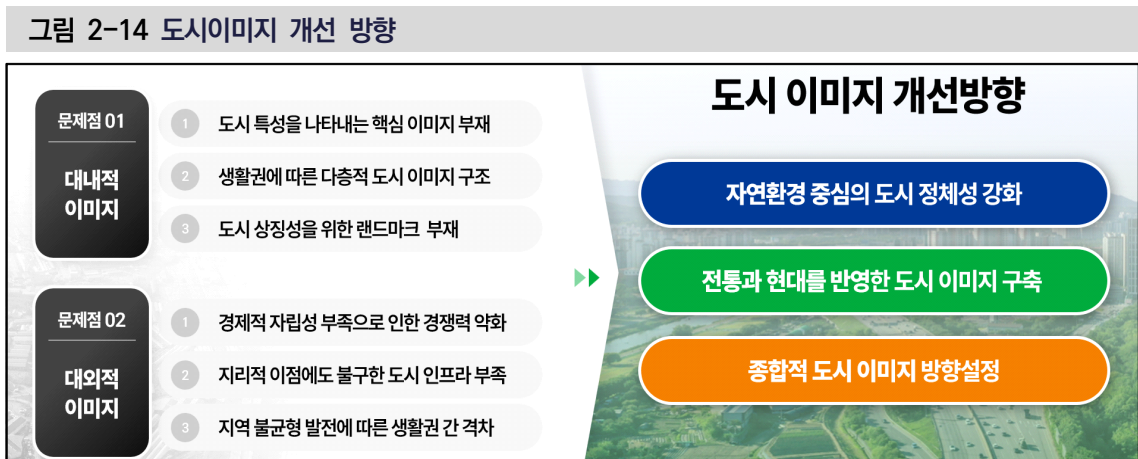 그림 2-14 도시이미지 개선 방향
문제점 01
대내적
이미지
1 도시 특성을 나타내는 핵심 이미지 부재
2 생활권에 따른 다층적 도시 이미지 구조
3 도시 상징성을 위한 랜드마크 부재
문제점 02
대외적
이미지
1 경제적 자립성 부족으로 인한 경쟁력 약화
2 지리적 이점에도 불구한 도시 인프라 부족
3 지역 불균형 발전에 따른 생활권 간 격차
도시 이미지 개선방향
자연환경 중심의 도시 정체성 강화
전통과 현대를 반영한 도시 이미지 구축
종합적 도시 이미지 방향설정